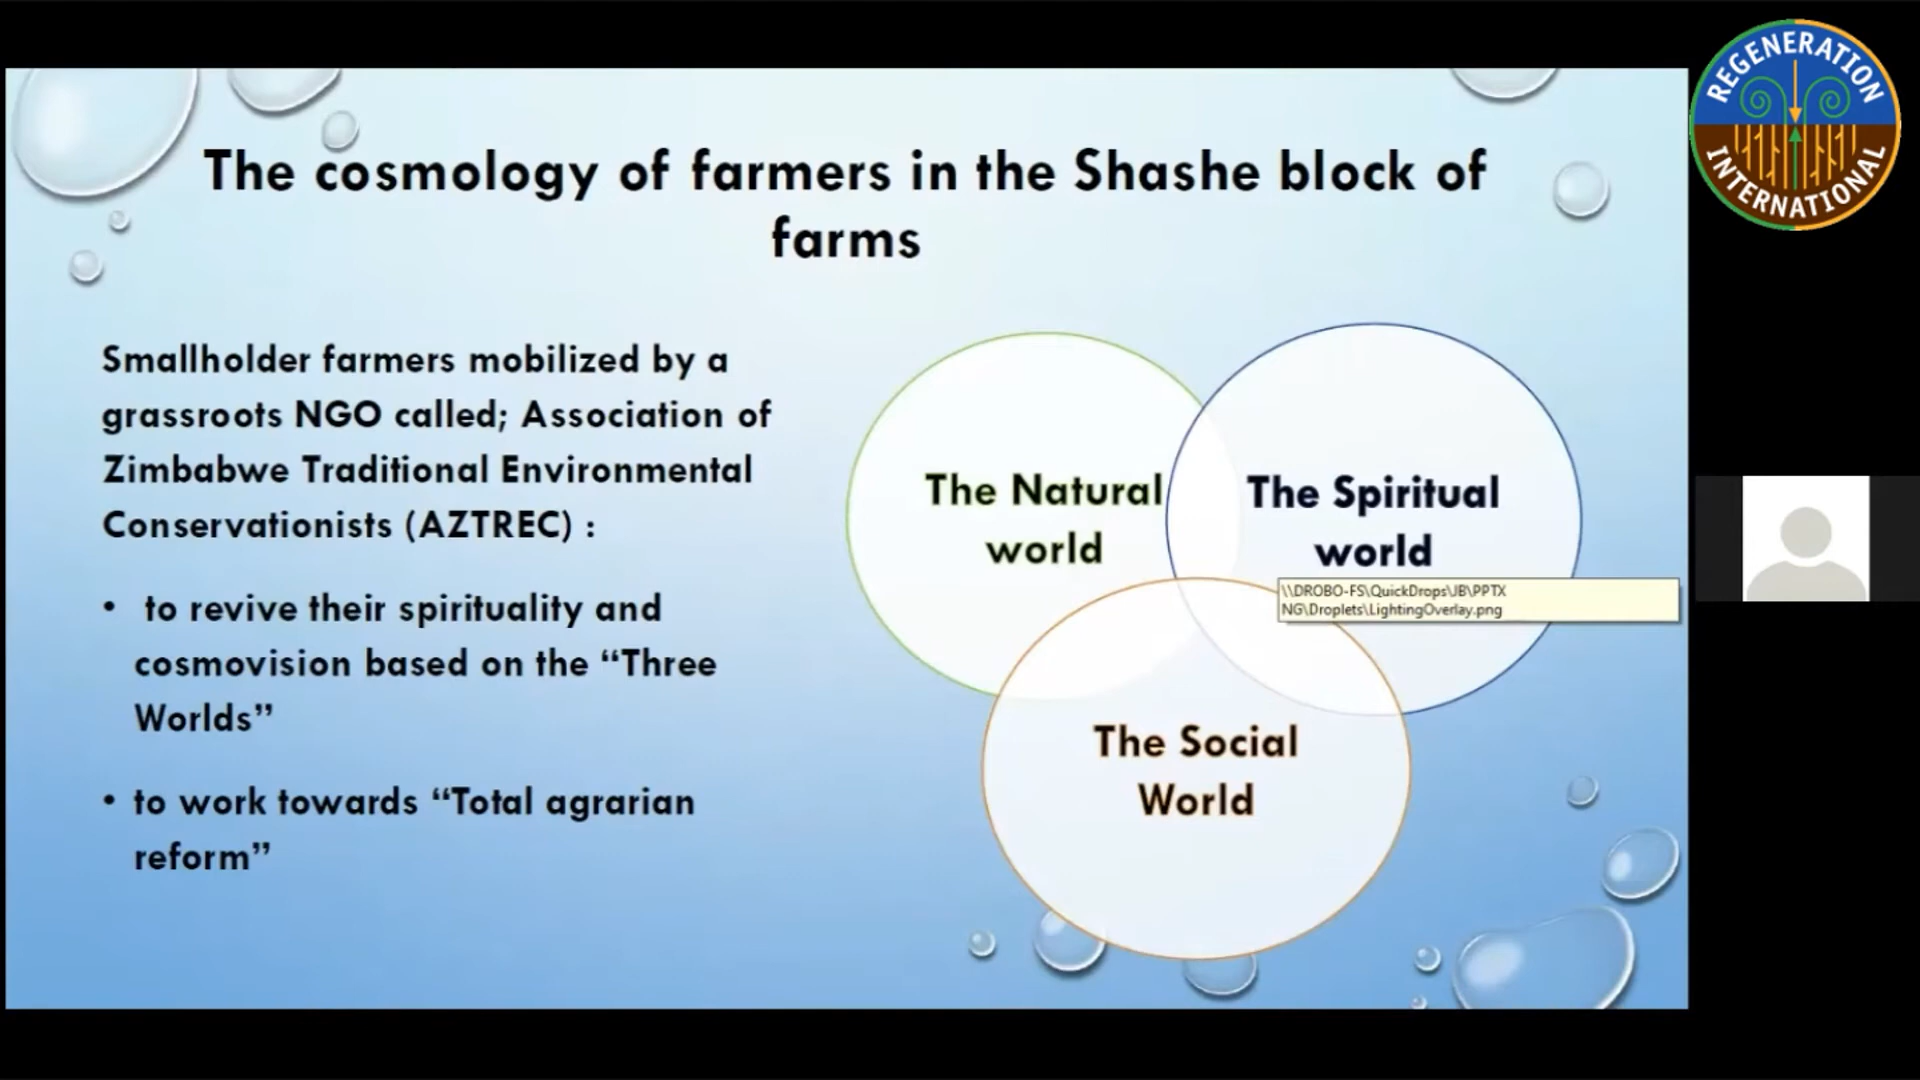 The cosmology of farmers in the Shashe block of
farms
Smallholder farmers mobilized by a
grassroots NGO called; Association of
Zimbabwe Traditional Environmental
Conservationists (AZTREC) :
• to revive their spirituality and
cosmovision based on the “Three
Worlds”
• to work towards “Total agrarian
reform”
The Natural
world
The Spiritual
world
\\DROBO-FS\QuickDrops\JB\PPTX
NG\Droplets\LightingOverlay.png
The Social
World
REGENERATION
INTERNATIONAL